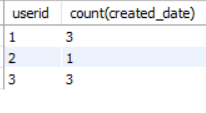 userid count(created_date)
1 3
2 1
3 3